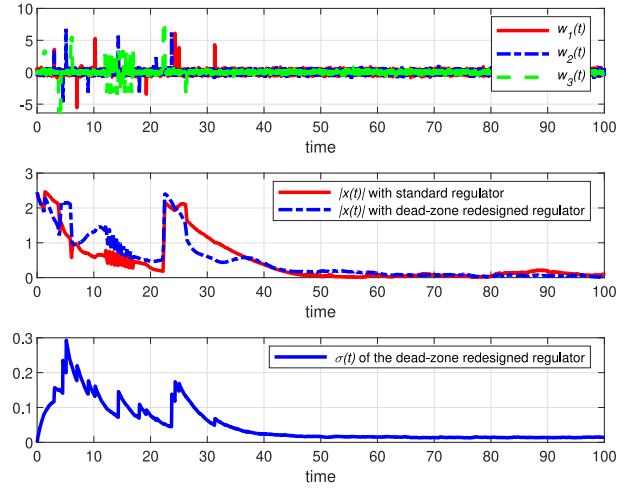 10
5
0
-5
w1(t)
w2(t)
w3(t)
0 10 20 30 40 50 60 70 80 90 100
time
3
2
1
0
|x(t)| with standard regulator
|x(t)| with dead-zone redesigned regulator
0 10 20 30 40 50 60 70 80 90 100
time
0.3
0.2
0.1
0
σ(t) of the dead-zone redesigned regulator
0 10 20 30 40 50 60 70 80 90 100
time